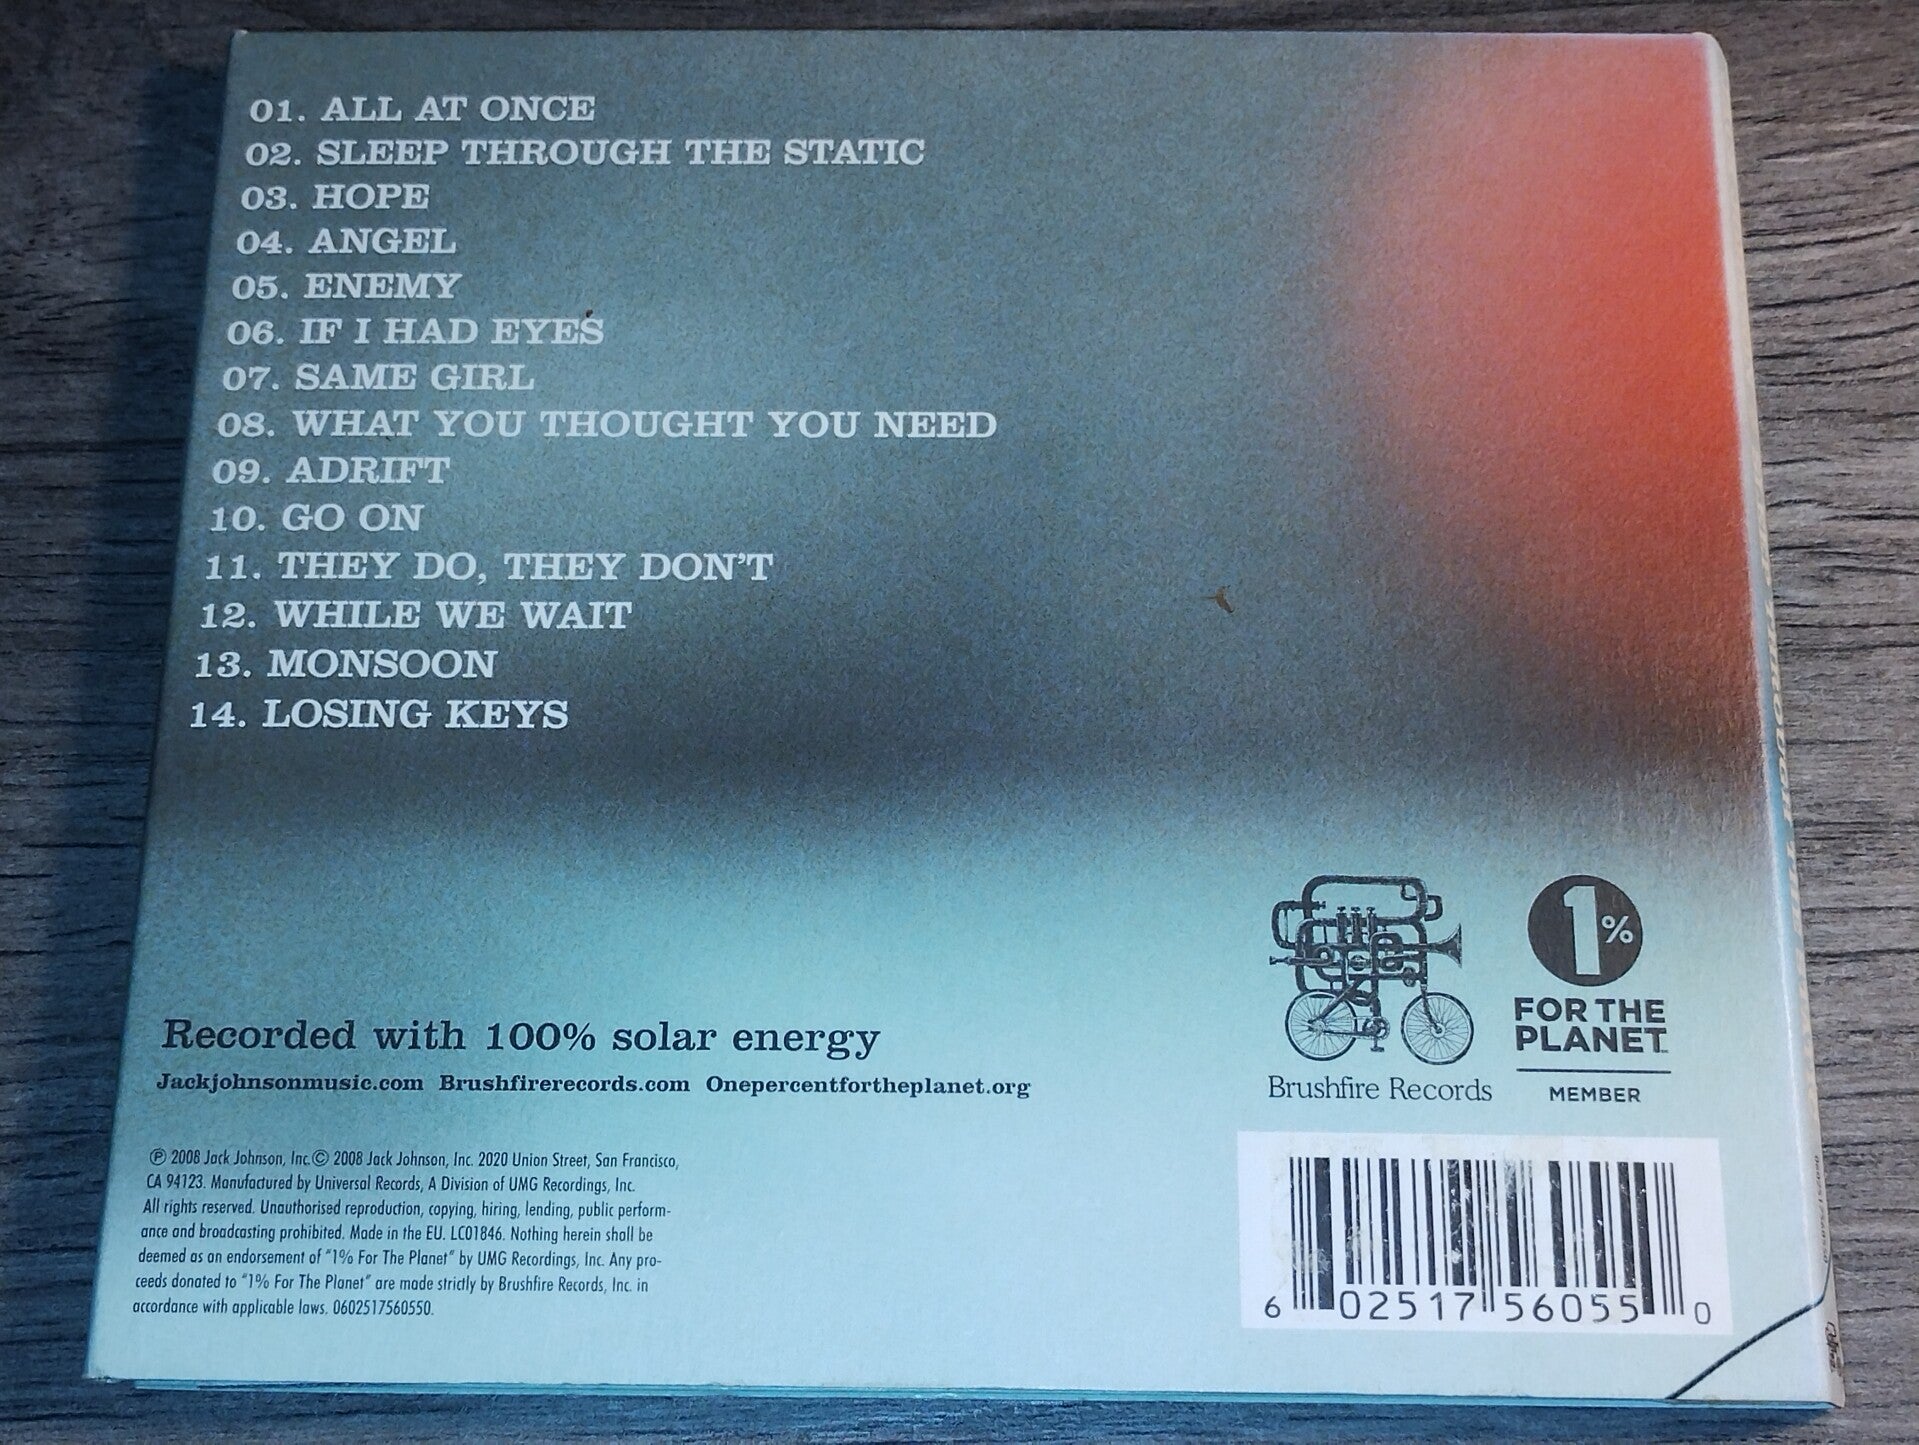 01. ALL AT ONCE
02. SLEEP THROUGH THE STATIC
03. HOPE
04. ANGEL
05. ENEMY
06. IF I HAD EYES
07. SAME GIRL
08. WHAT YOU THOUGHT YOU NEED
09. ADRIFT
10. GO ON
11. THEY DO, THEY DON'T
12. WHILE WE WAIT
13. MONSOON
14. LOSING KEYS
Recorded with 100% solar energy
Jackjohnsonmusic.com Brushfirerecords.com Onepercentfortheplanet.org
℗ 2008 Jack Johnson, Inc.© 2008 Jack Johnson, Inc. 2020 Union Street, San Francisco,
CA 94123. Manufactured by Universal Records, A Division of UMG Recordings, Inc.
All rights reserved. Unauthorised reproduction, copying, hiring, lending, public perform-
ance and broadcasting prohibited. Made in the EU. LC01846. Nothing herein shall be
deemed as an endorsement of "1% For The Planet" by UMG Recordings, Inc. Any pro-
ceeds donated to "1% For The Planet" are made strictly by Brushfire Records, Inc. in
accordance with applicable laws. 0602517560550.
Brushfire Records
1%
FOR THE
PLANET™
MEMBER
6 02517 56055 0